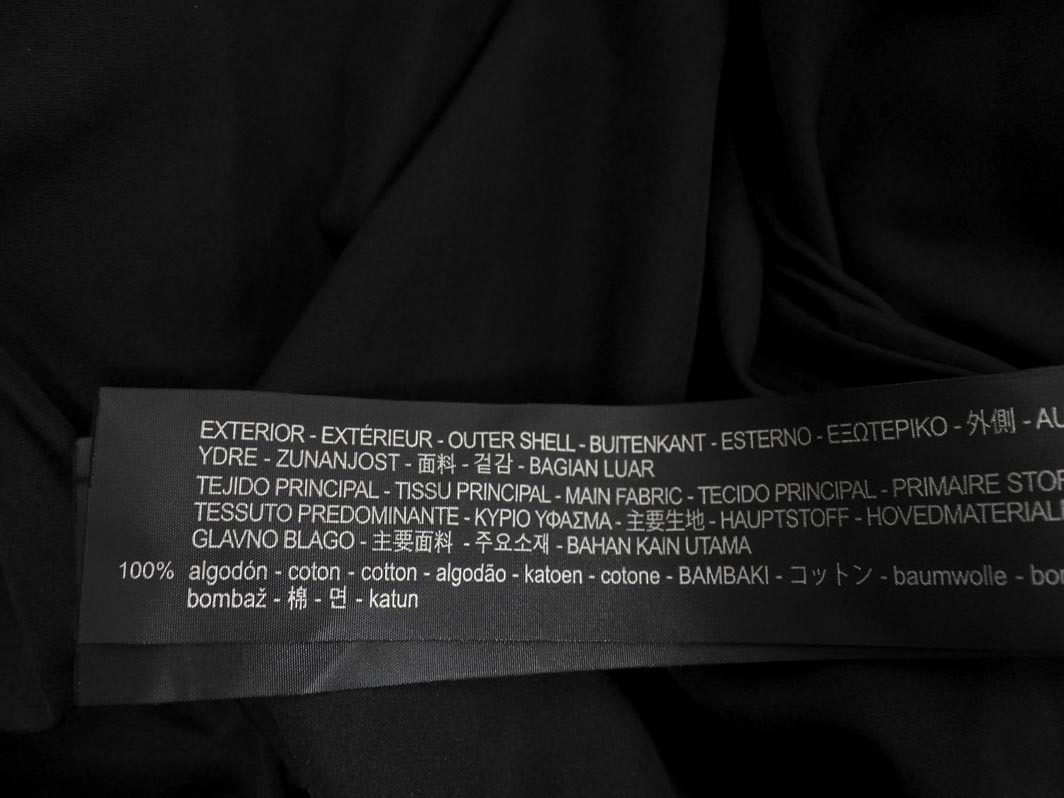 EXTERIOR - EXTÉRIEUR - OUTER SHELL - BUITENKANT - ESTERNO - ΕΞΩΤΕΡΙΚΟ - 外側 -
YDRE - ZUNANJOST - 面料 - 겉감 - BAGIAN LUAR
TEJIDO PRINCIPAL - TISSU PRINCIPAL - MAIN FABRIC - TECIDO PRINCIPAL - PRIMAIRE
TESSUTO PREDOMINANTE - ΚΥΡΙΟ ΥΦΑΣΜΑ - 主要生地 - HAUPTSTOFF - HOVEDMATERIALE
GLAVNO BLAGO - 主要面料 - 주요소재 - BAHAN KAIN UTAMA
100% algodón - coton - cotton - algodão - katoen - cotone - BAMBAKI - コットン - baumwolle -
bombaž - 棉 - 면 - katun